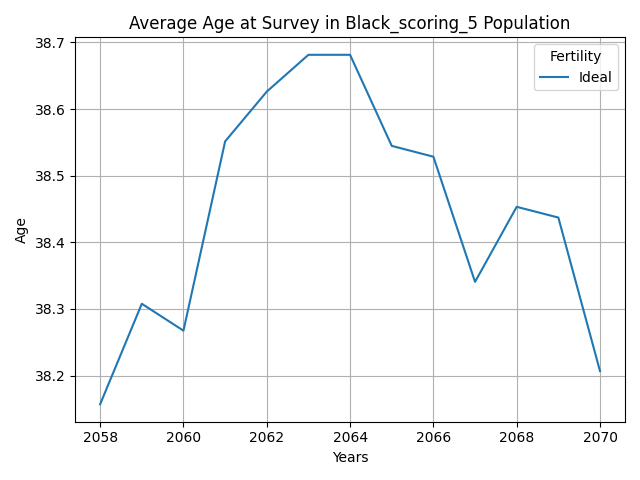 Average Age at Survey in Black_scoring_5 Population
Fertility
Ideal
38.7
38.6
38.5
38.4
38.3
38.2
Age
2058
2060
2062
2064
2066
2068
2070
Years